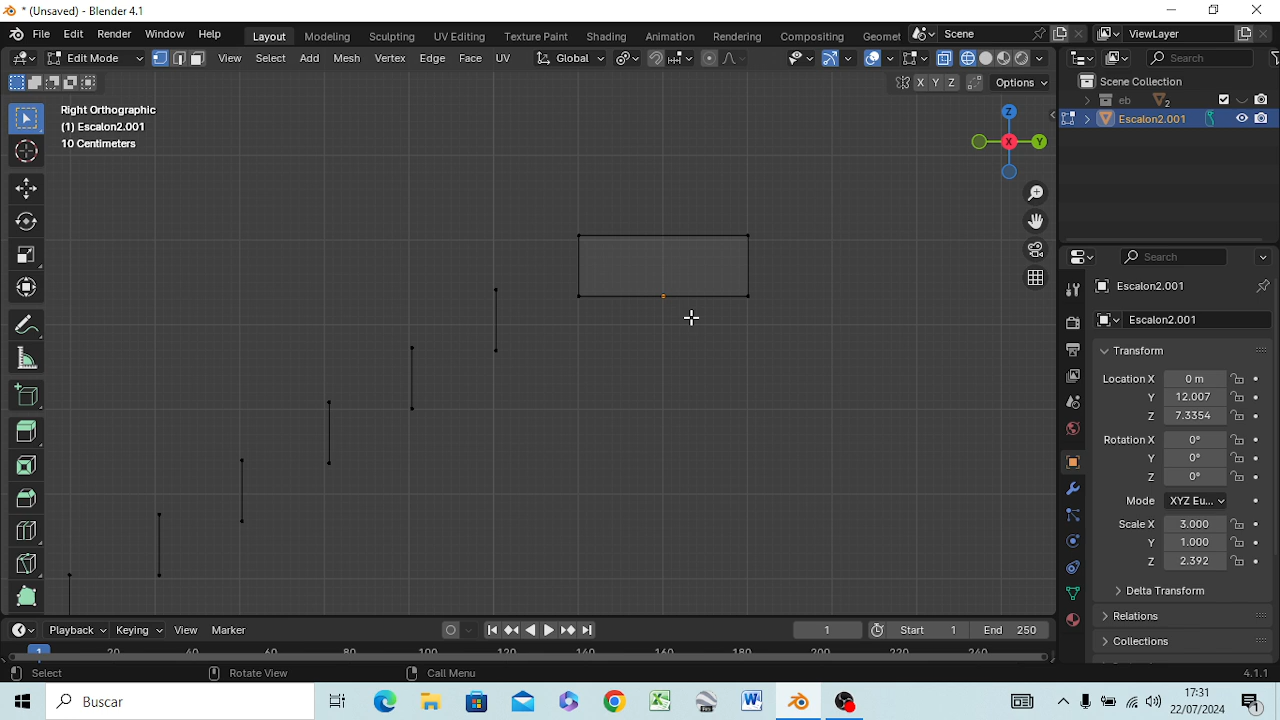 * (Unsaved) - Blender 4.1
File Edit Render Window Help Layout Modeling Sculpting UV Editing Texture Paint Shading Animation Rendering Compositing Geomet Scene ViewLayer
Edit Mode View Select Add Mesh Vertex Edge Face UV Global Search
X Y Z Options
Scene Collection
eb 2
Escalon2.001
Right Orthographic
(1) Escalon2.001
10 Centimeters
Z
X
Y
Search
Escalon2.001
Escalon2.001
Transform
Location X 0 m
Y 12.007
Z 7.3354
Rotation X 0°
Y 0°
Z 0°
Mode XYZ Eu...
Scale X 3.000
Y 1.000
Z 2.392
Delta Transform
Relations
Collections
Playback Keying View Marker 1 Start 1 End 250
1 20 40 60 80 100 120 140 160 180 200 220 240
Select Rotate View Call Menu 4.1.1
Buscar
17:31
22/07/2024
1